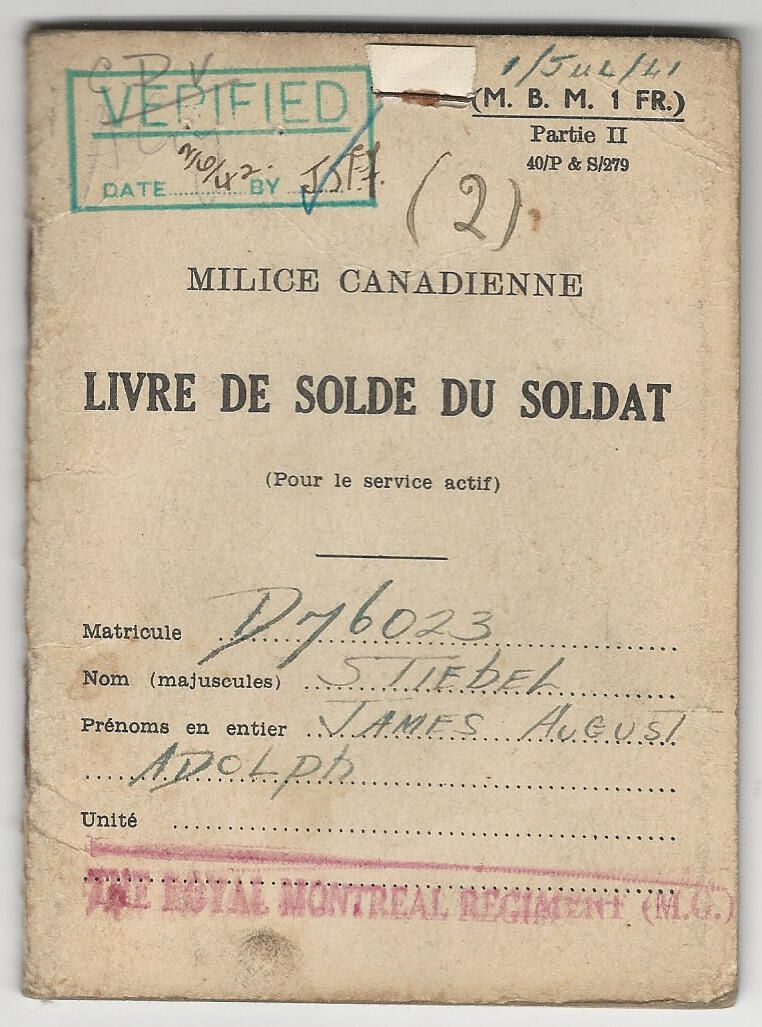 1/JUL/41
(M. B. M. 1 FR.)
Partie II
40/P & S/279
VERIFIED
DATE 2/6/42. BY
(2)
MILICE CANADIENNE
LIVRE DE SOLDE DU SOLDAT
(Pour le service actif)
Matricule D76023
Nom (majuscules) STIEbEL
Prénoms en entier JAMES AUGUST
ADOLph
Unité
THE ROYAL MONTREAL REGIMENT (M.G.)